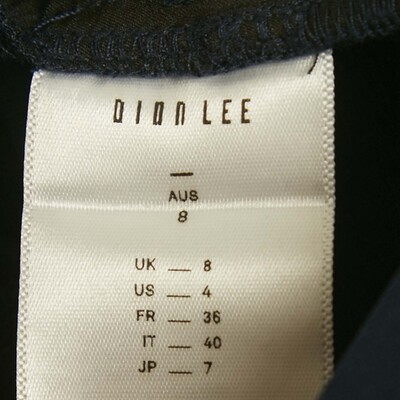 DION LEE
—
AUS
8
UK — 8
US — 4
FR — 36
IT — 40
JP — 7